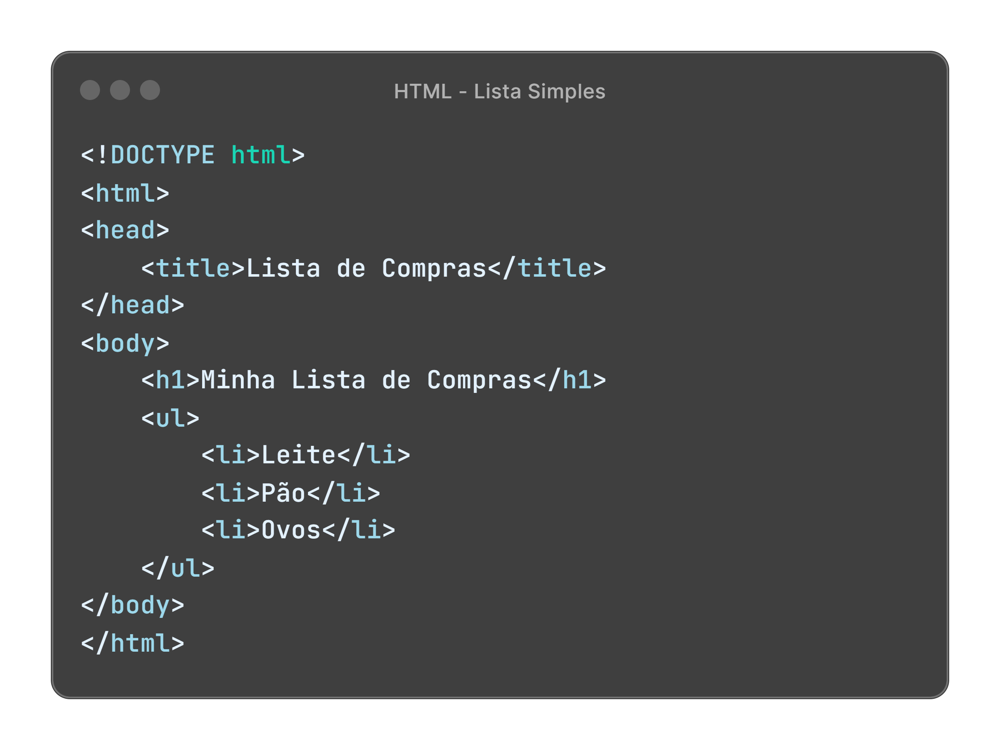 HTML - Lista Simples
<!DOCTYPE html>
<html>
<head>
    <title>Lista de Compras</title>
</head>
<body>
    <h1>Minha Lista de Compras</h1>
    <ul>
        <li>Leite</li>
        <li>Pão</li>
        <li>Ovos</li>
    </ul>
</body>
</html>